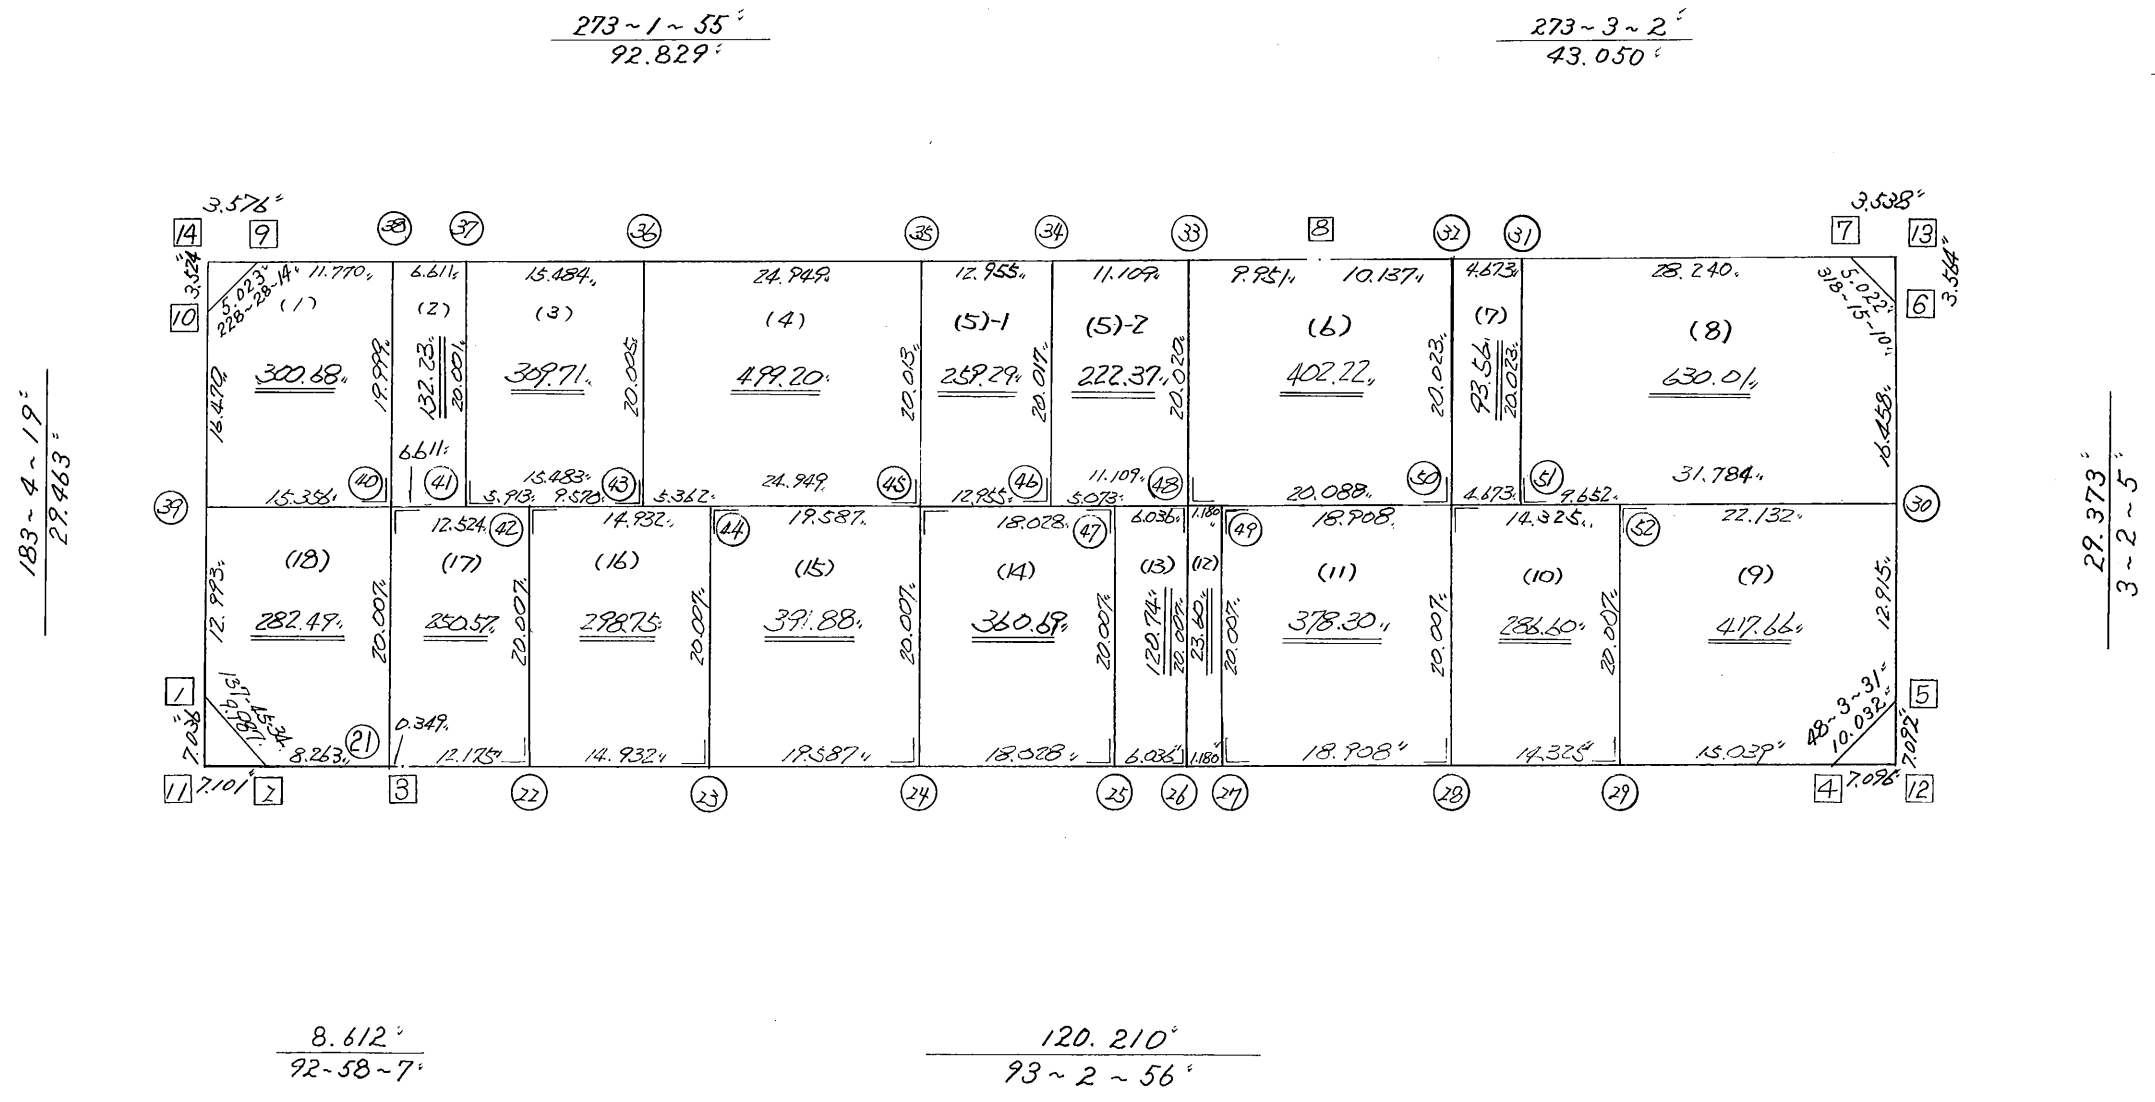 273~1~55
92.829
273~3~2
43.050
3.576
3.538
14 9 38 37 36 35 34 33 8 32 31 7 13
3.524
11.770 6.611 15.484 24.949 12.955 11.109 9.951 10.137 4.673 28.240
5.023
228-28-14
5.022
318-15-10
3.564
10
6
(1) (2) (3) (4) (5)-1 (5)-2 (6) (7) (8)
300.68 132.23 309.71 499.20 259.29 222.37 402.22 93.56 630.01
16.470 19.999 20.001 20.005 20.013 20.017 20.020 20.023 20.023 16.458
183~4~19
29.463
29.373
3~2~5
6.611
15.483 24.949 11.109 31.784
40 41 43 45 46 48 50 51
39
15.356 5.913 9.570 5.362 12.955 5.073 20.088 4.673 9.652
30
12.524 14.932 19.587 18.028 6.036 1.180 18.908 14.325 22.132
42 44 47 49 52
(18) (17) (16) (15) (14) (13) (12) (11) (10) (9)
282.49 250.57 298.75 391.88 360.69 120.74 23.60 378.30 286.60 417.66
12.993 20.007 20.007 20.007 20.007 20.007 20.007 20.007 20.007 20.007 12.915
1
137-45-34
9.987
7.036
21
0.349
48~3~31
10.032
5
7.092
8.263 12.175 14.932 19.587 18.028 6.036 1.180 18.908 14.325 15.039
11 7.101 2 3 22 23 24 25 26 27 28 29 4 7.096 12
8.612
92-58~7
120.210
93~2~56